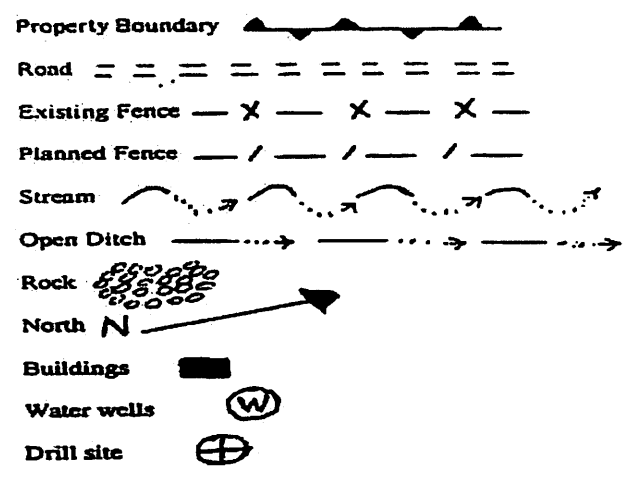 Property Boundary
Road
Existing Fence
Planned Fence
Stream
Open Ditch
Rock
North N
Buildings
Water wells W
Drill site